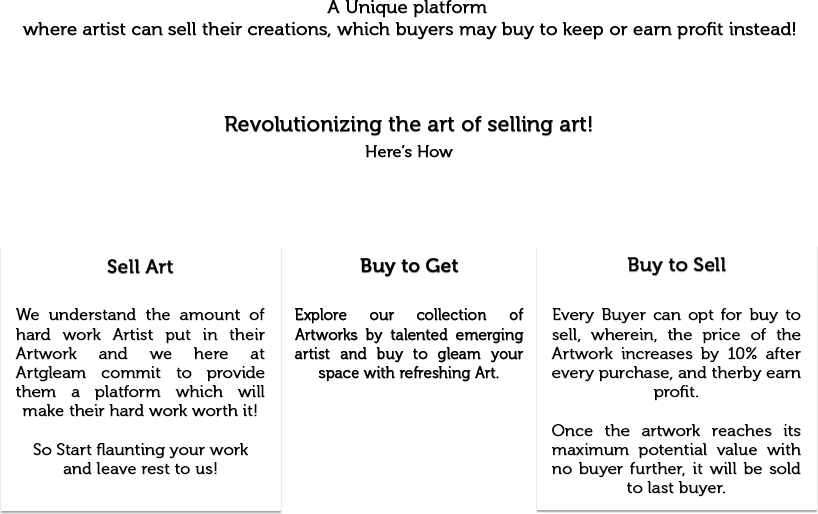 A Unique platform
where artist can sell their creations, which buyers may buy to keep or earn profit instead!
Revolutionizing the art of selling art!
Here's How
Sell Art
We understand the amount of
hard work Artist put in their
Artwork and we here at
Artgleam commit to provide
them a platform which will
make their hard work worth it!
So Start flaunting your work
and leave rest to us!
Buy to Get
Explore our collection of
Artworks by talented emerging
artist and buy to gleam your
space with refreshing Art.
Buy to Sell
Every Buyer can opt for buy to
sell, wherein, the price of the
Artwork increases by 10% after
every purchase, and therby earn
profit.
Once the artwork reaches its
maximum potential value with
no buyer further, it will be sold
to last buyer.